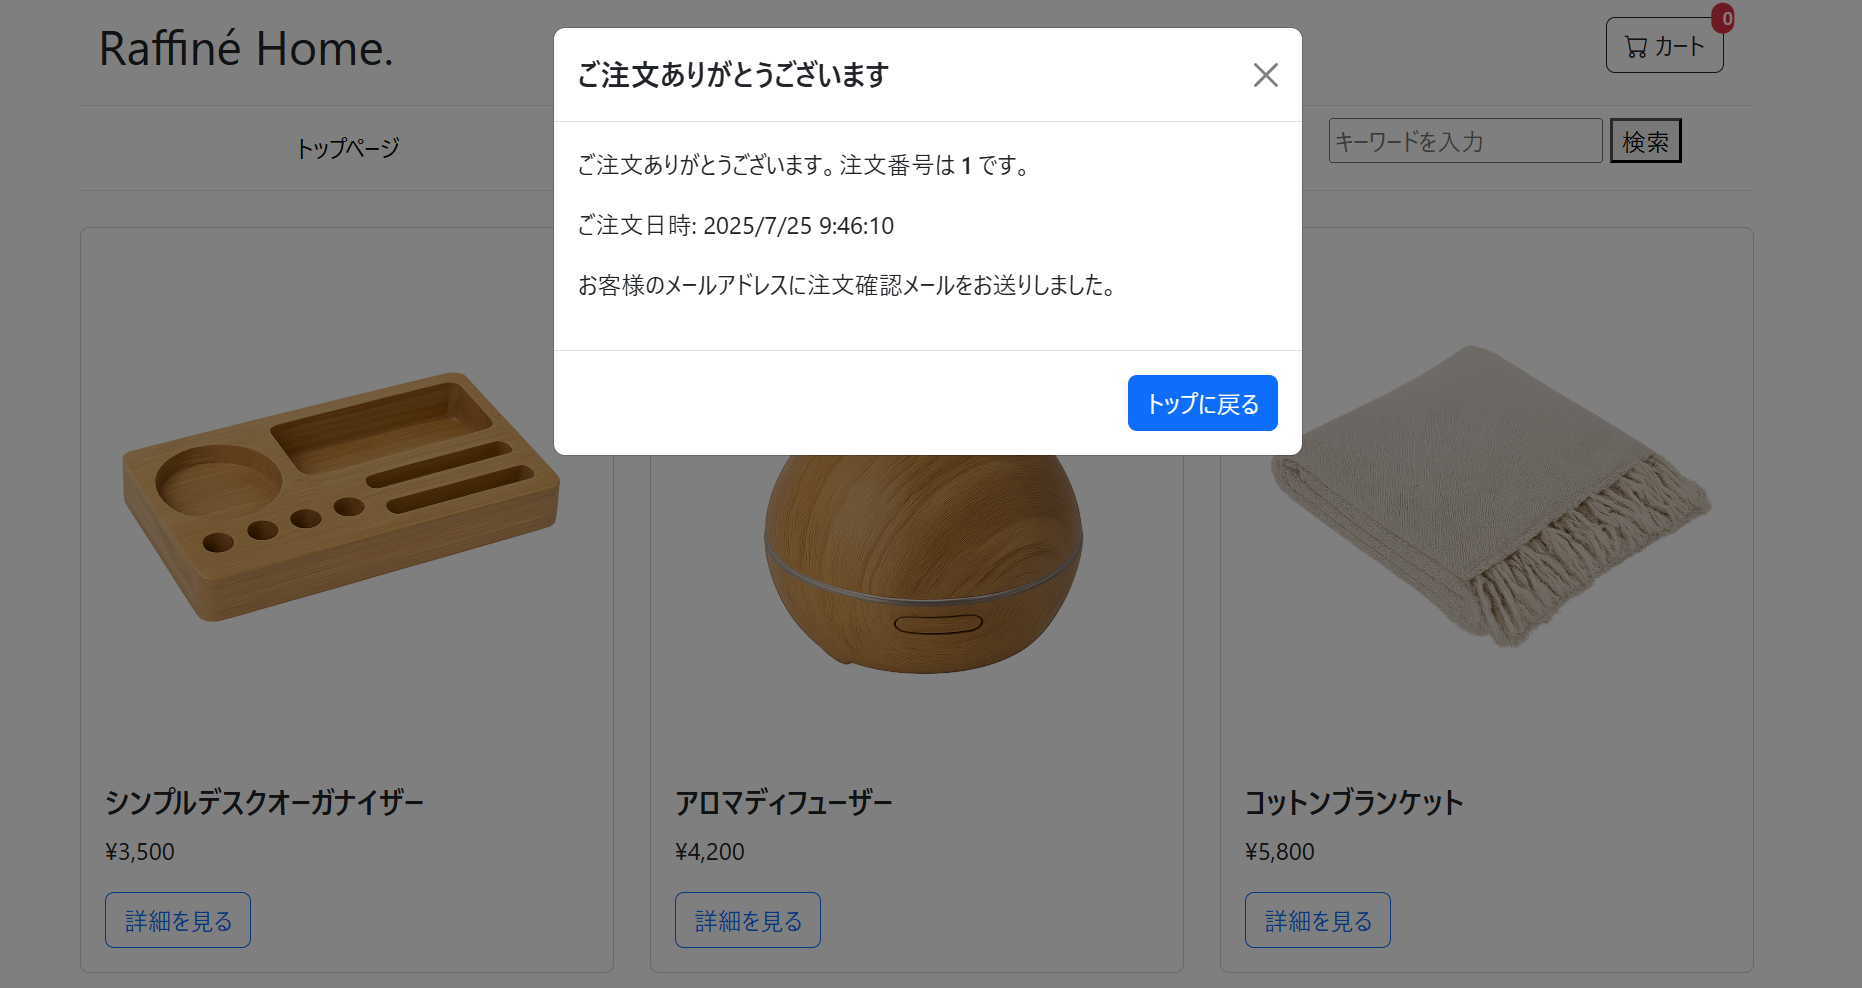 Raffiné Home.
0
カート
トップページ
キーワードを入力
検索
ご注文ありがとうございます
ご注文ありがとうございます。注文番号は 1 です。
ご注文日時: 2025/7/25 9:46:10
お客様のメールアドレスに注文確認メールをお送りしました。
トップに戻る
シンプルデスクオーガナイザー
¥3,500
詳細を見る
アロマディフューザー
¥4,200
詳細を見る
コットンブランケット
¥5,800
詳細を見る